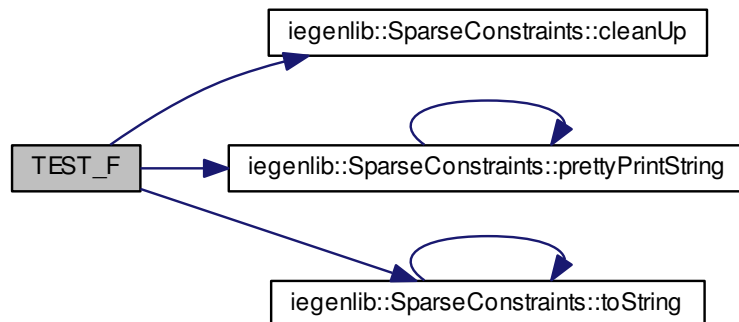 iegenlib::SparseConstraints::cleanUp
TEST_F
iegenlib::SparseConstraints::prettyPrintString
iegenlib::SparseConstraints::toString